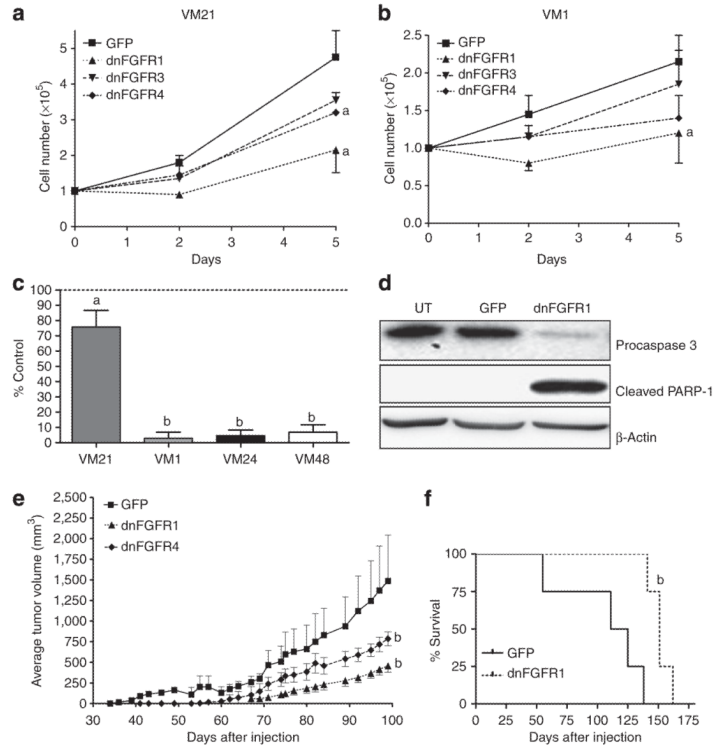 a
VM21
GFP
dnFGFR1
dnFGFR3
dnFGFR4
Cell number (×10⁵)
5
4
3
2
1
0
a
a
0 1 2 3 4 5
Days
b
VM1
GFP
dnFGFR1
dnFGFR3
dnFGFR4
Cell number (×10⁵)
2.5
2.0
1.5
1.0
0.5
0.0
a
0 1 2 3 4 5
Days
c
% Control
100
90
80
70
60
50
40
30
20
10
0
a
b
b
b
VM21 VM1 VM24 VM48
d
UT GFP dnFGFR1
Procaspase 3
Cleaved PARP-1
β-Actin
e
GFP
dnFGFR1
dnFGFR4
Average tumor volume (mm³)
2,500
2,250
2,000
1,750
1,500
1,250
1,000
750
500
250
0
b
b
30 40 50 60 70 80 90 100
Days after injection
f
% Survival
100
75
50
25
0
b
GFP
dnFGFR1
0 25 50 75 100 125 150 175
Days after injection